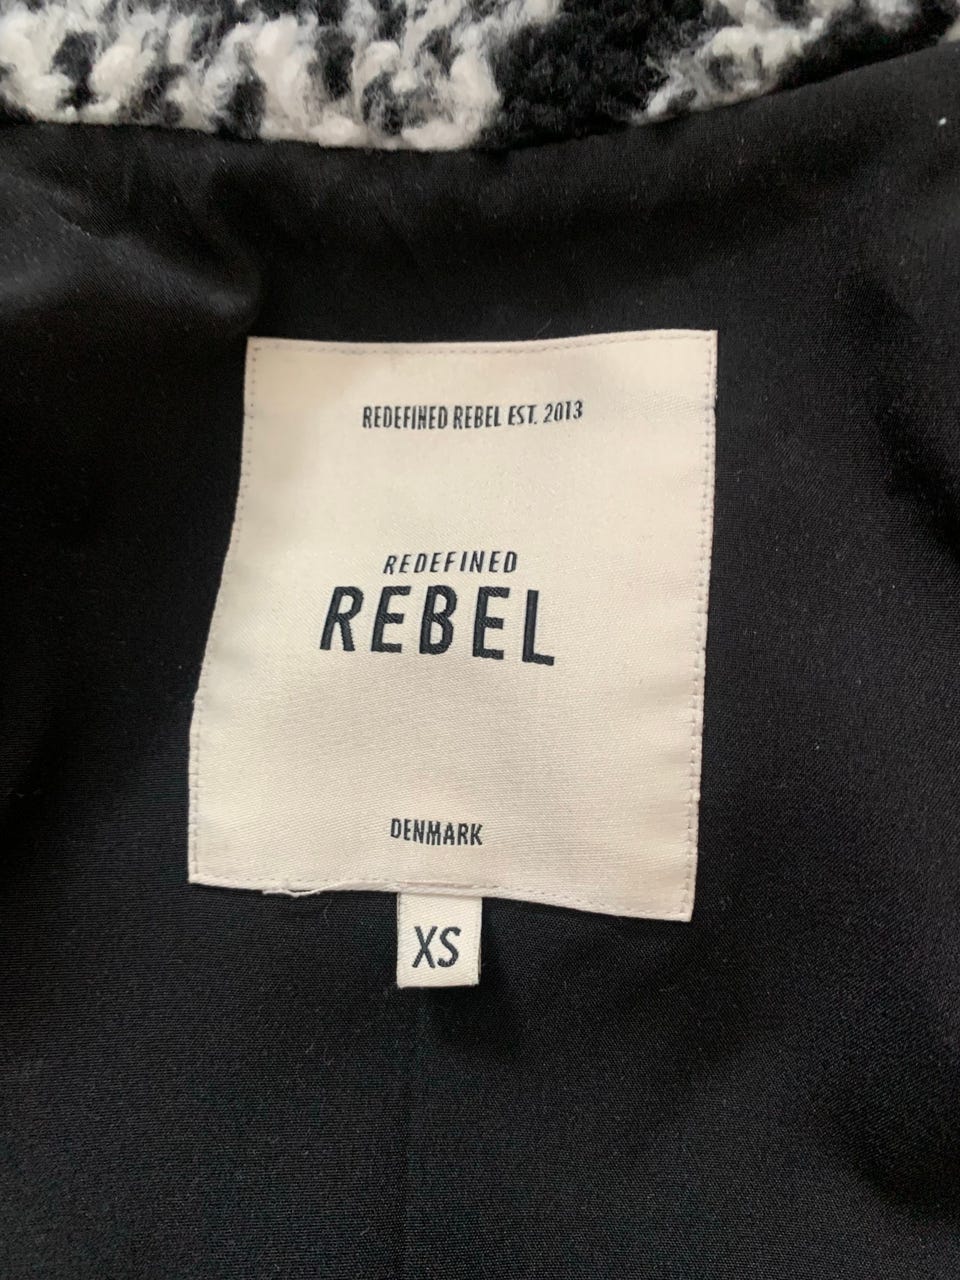 REDEFINED REBEL EST. 2013
REDEFINED
REBEL
DENMARK
XS